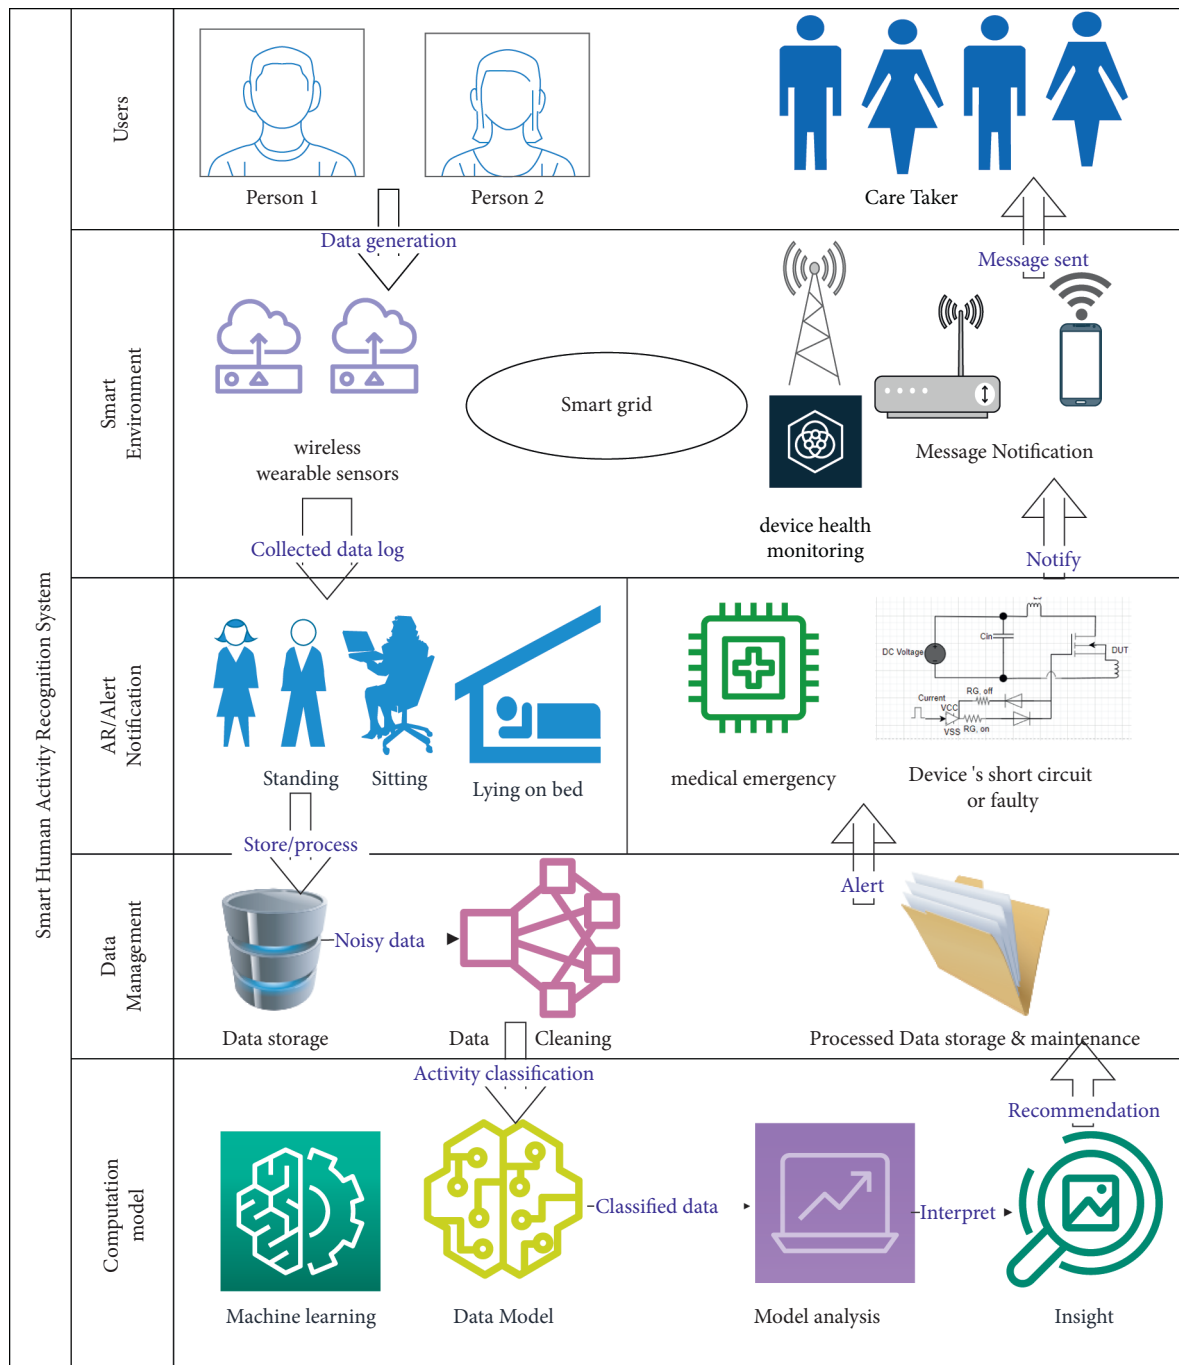 Smart Human Activity Recognition System
Users
Person 1
Person 2
Care Taker
Data generation
Message sent
Smart
Environment
wireless
wearable sensors
Smart grid
device health
monitoring
Message Notification
Collected data log
Notify
AR/Alert
Notification
Standing
Sitting
Lying on bed
medical emergency
DC Voltage
Cin
DUT
Current
VCC
VSS
RG, off
RG, on
Device 's short circuit
or faulty
Store/process
Alert
Data
Management
Data storage
Noisy data
Data Cleaning
Processed Data storage & maintenance
Activity classification
Recommendation
Computation
model
Machine learning
Data Model
Classified data
Model analysis
Interpret
Insight